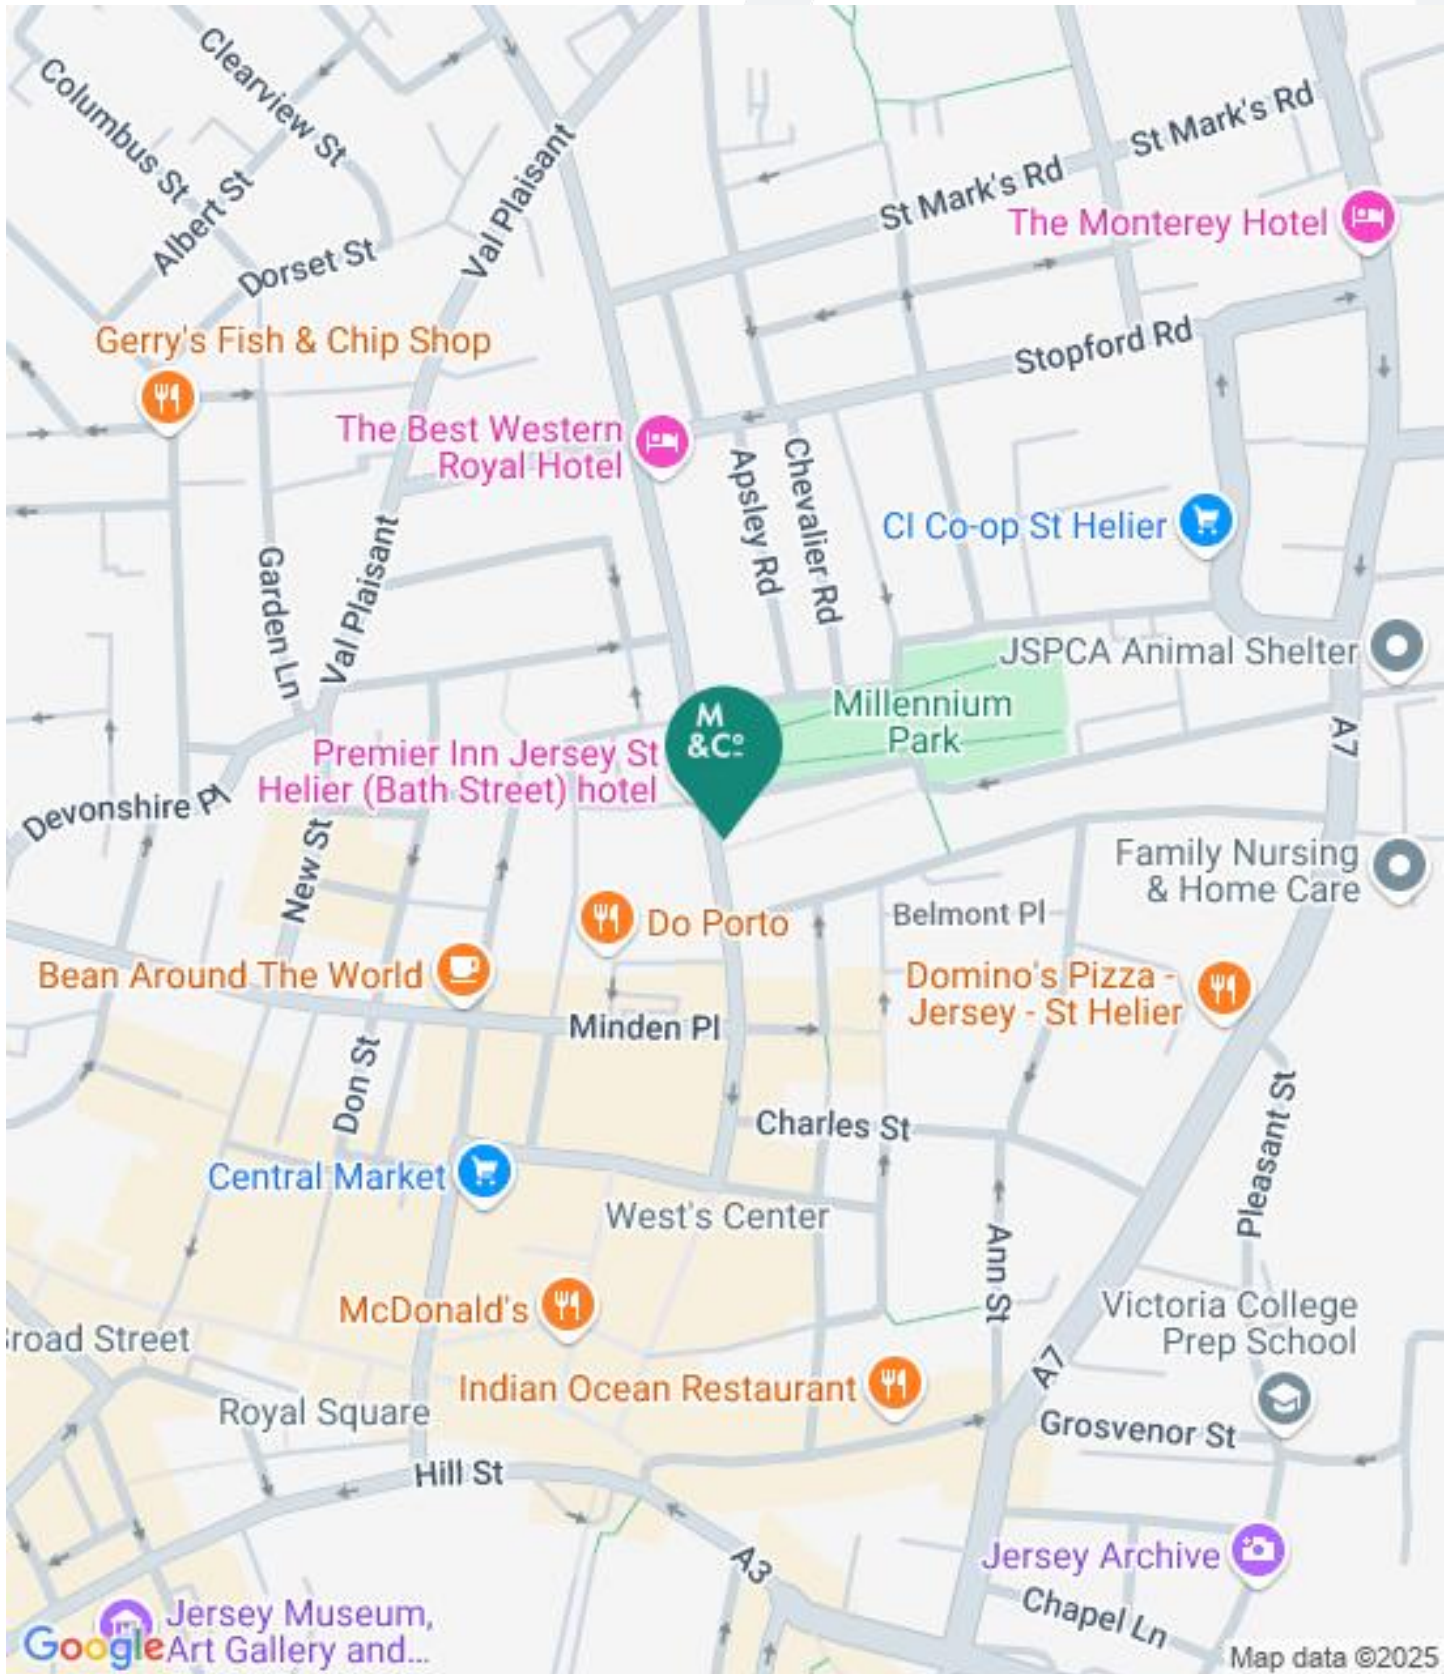 Clearview St
Columbus St
Albert St
Dorset St
Val Plaisant
St Mark's Rd
St Mark's Rd
The Monterey Hotel
Gerry's Fish & Chip Shop
Stopford Rd
The Best Western
Royal Hotel
Apsley Rd
Chevalier Rd
CI Co-op St Helier
Garden Ln
Val Plaisant
JSPCA Animal Shelter
Millennium
Park
M
&Co
A7
Premier Inn Jersey St
Helier (Bath Street) hotel
Devonshire Pl
New St
Family Nursing
& Home Care
Belmont Pl
Do Porto
Bean Around The World
Domino's Pizza -
Jersey - St Helier
Minden Pl
Don St
Charles St
Pleasant St
Central Market
West's Center
Ann St
McDonald's
Victoria College
Prep School
road Street
A7
Indian Ocean Restaurant
Royal Square
Grosvenor St
Hill St
A3
Jersey Archive
Chapel Ln
Jersey Museum,
Art Gallery and...
Google
Map data ©2025